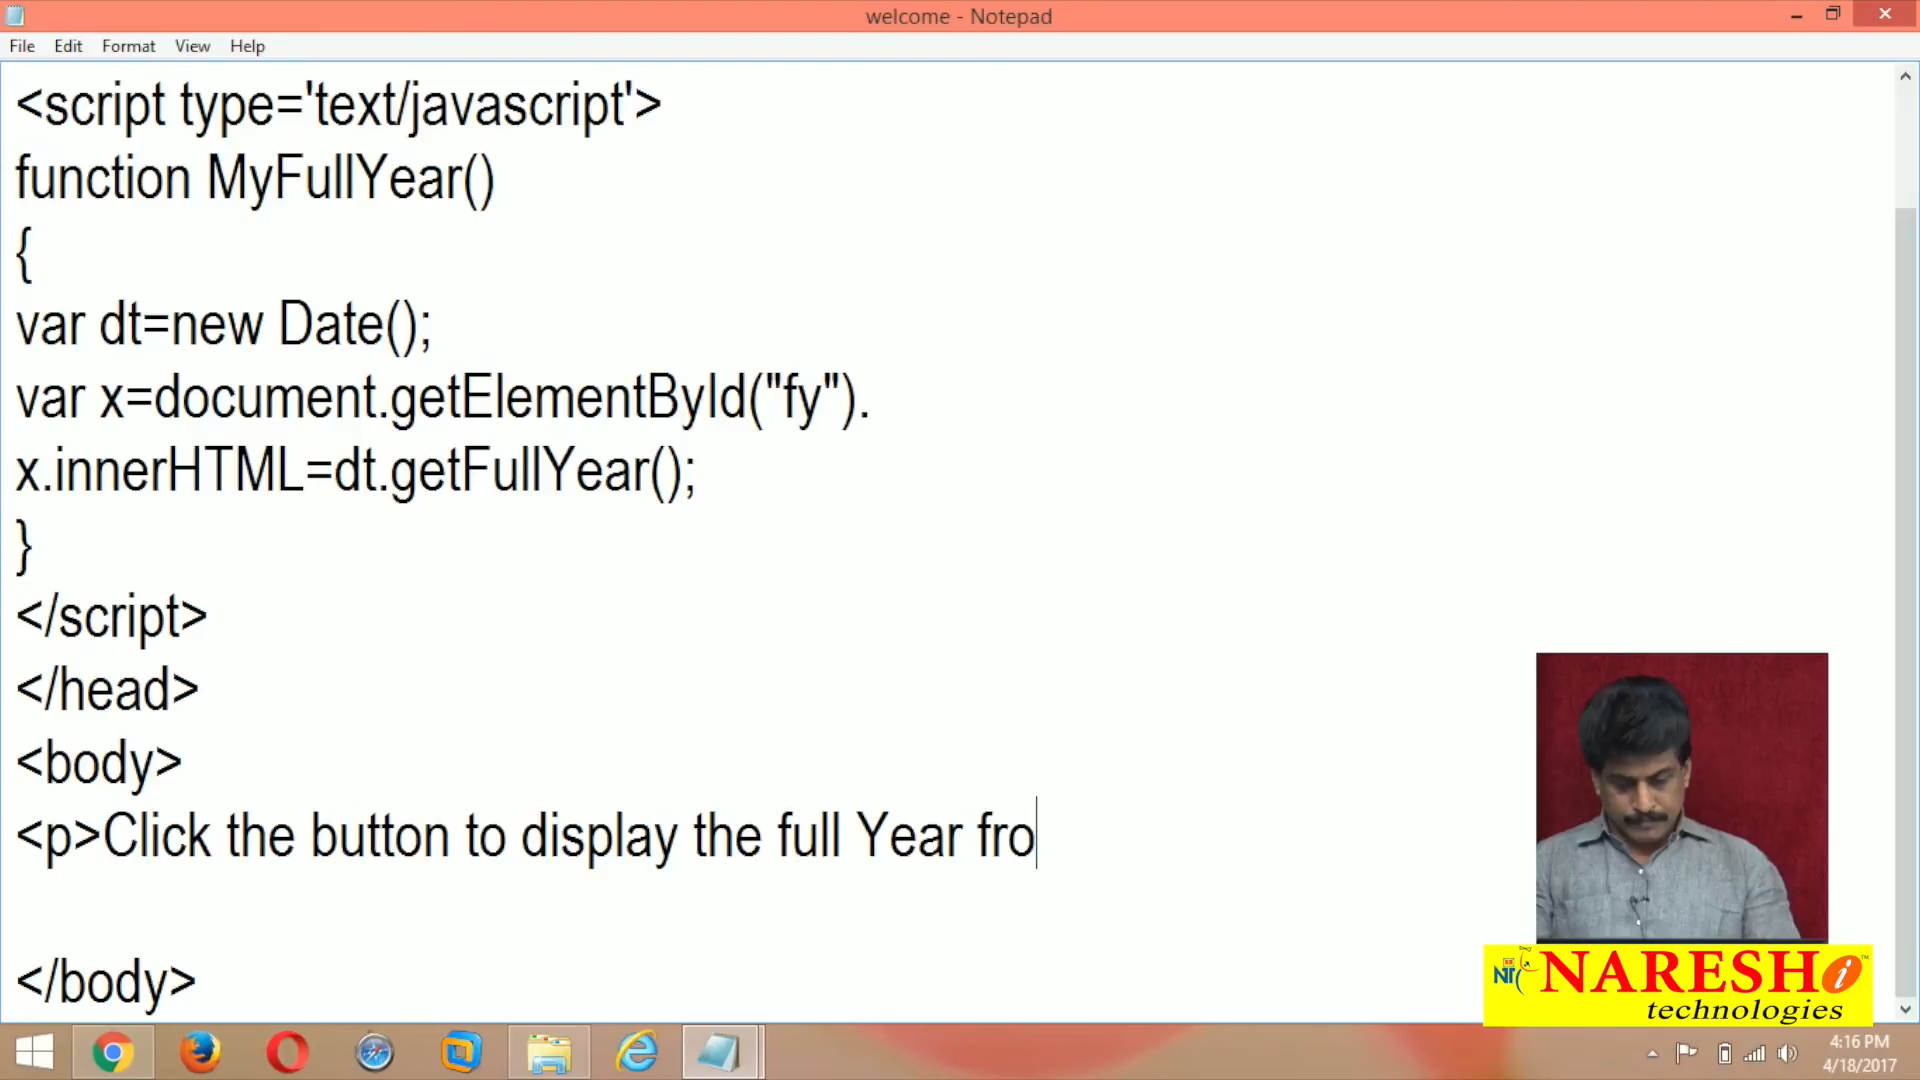 welcome - Notepad
File Edit Format View Help
<script type='text/javascript'>
function MyFullYear()
{
var dt=new Date();
var x=document.getElementById("fy").
x.innerHTML=dt.getFullYear();
}
</script>
</head>
<body>
<p>Click the button to display the full Year fro
</body>
NARESH i
technologies
4:16 PM
4/18/2017